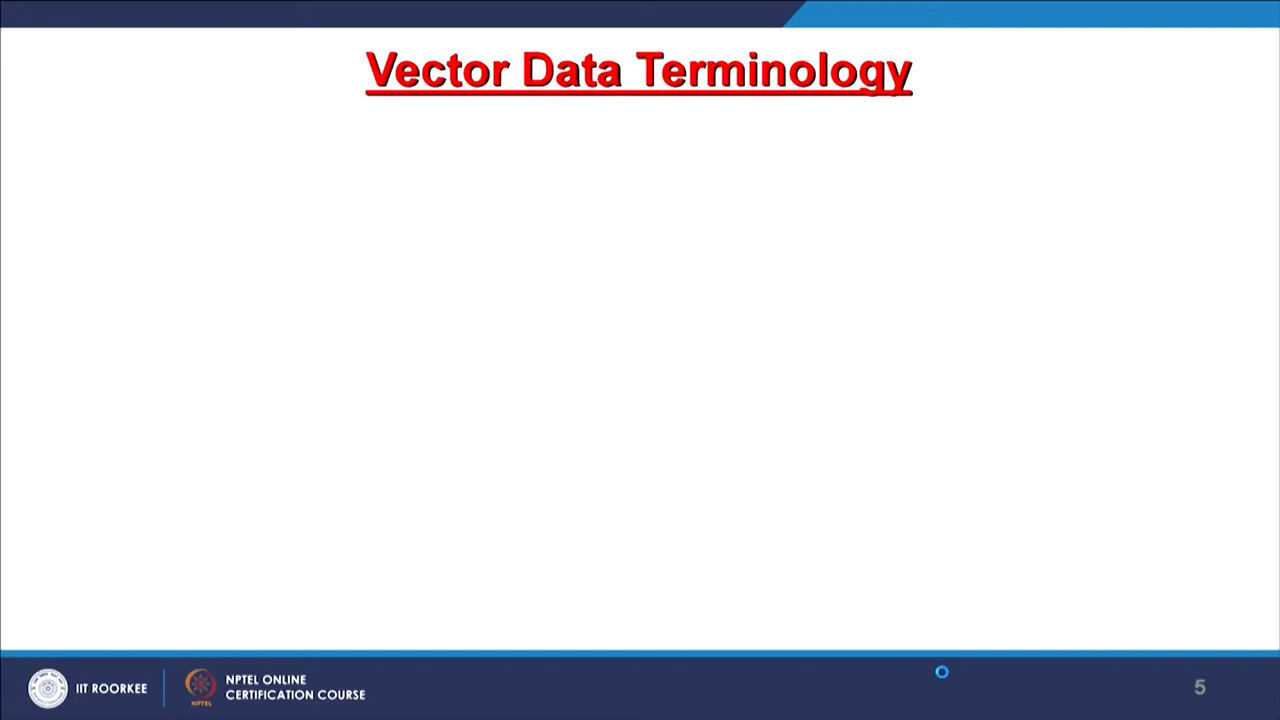 Vector Data Terminology
IIT ROORKEE
NPTEL
NPTEL ONLINE
CERTIFICATION COURSE
5